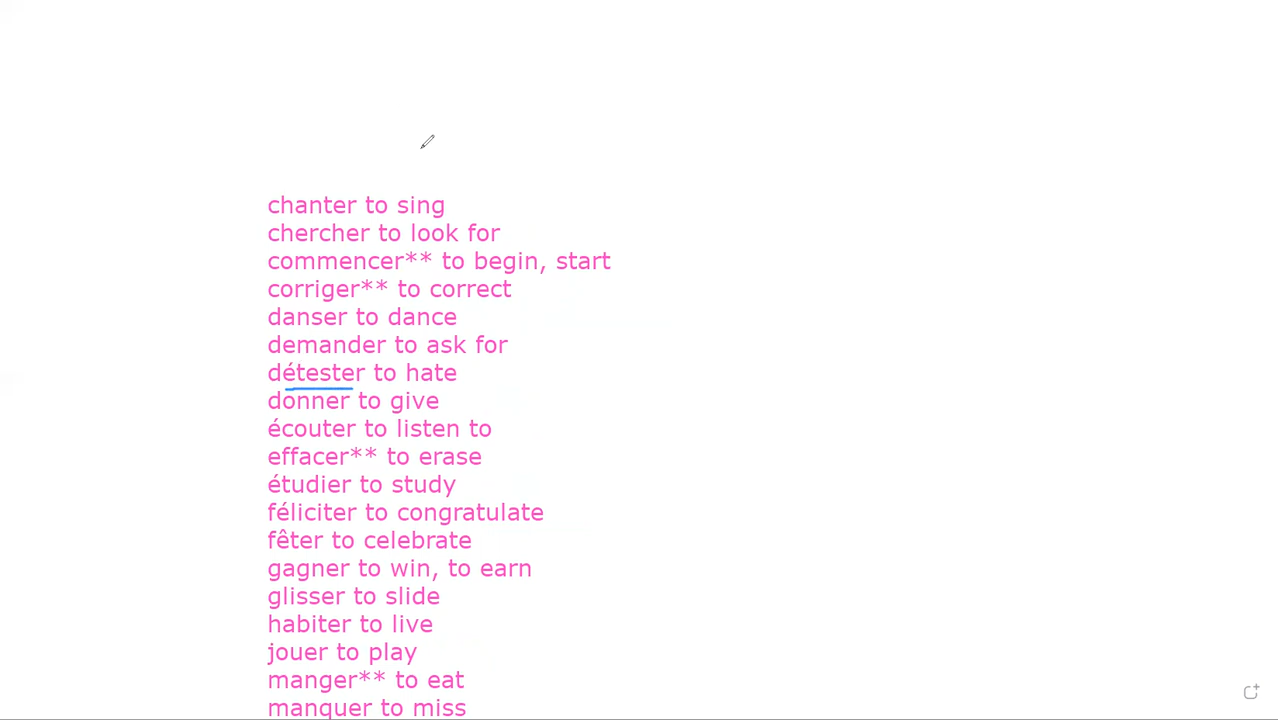 chanter to sing
chercher to look for
commencer** to begin, start
corriger** to correct
danser to dance
demander to ask for
détester to hate
donner to give
écouter to listen to
effacer** to erase
étudier to study
féliciter to congratulate
fêter to celebrate
gagner to win, to earn
glisser to slide
habiter to live
jouer to play
manger** to eat
manquer to miss